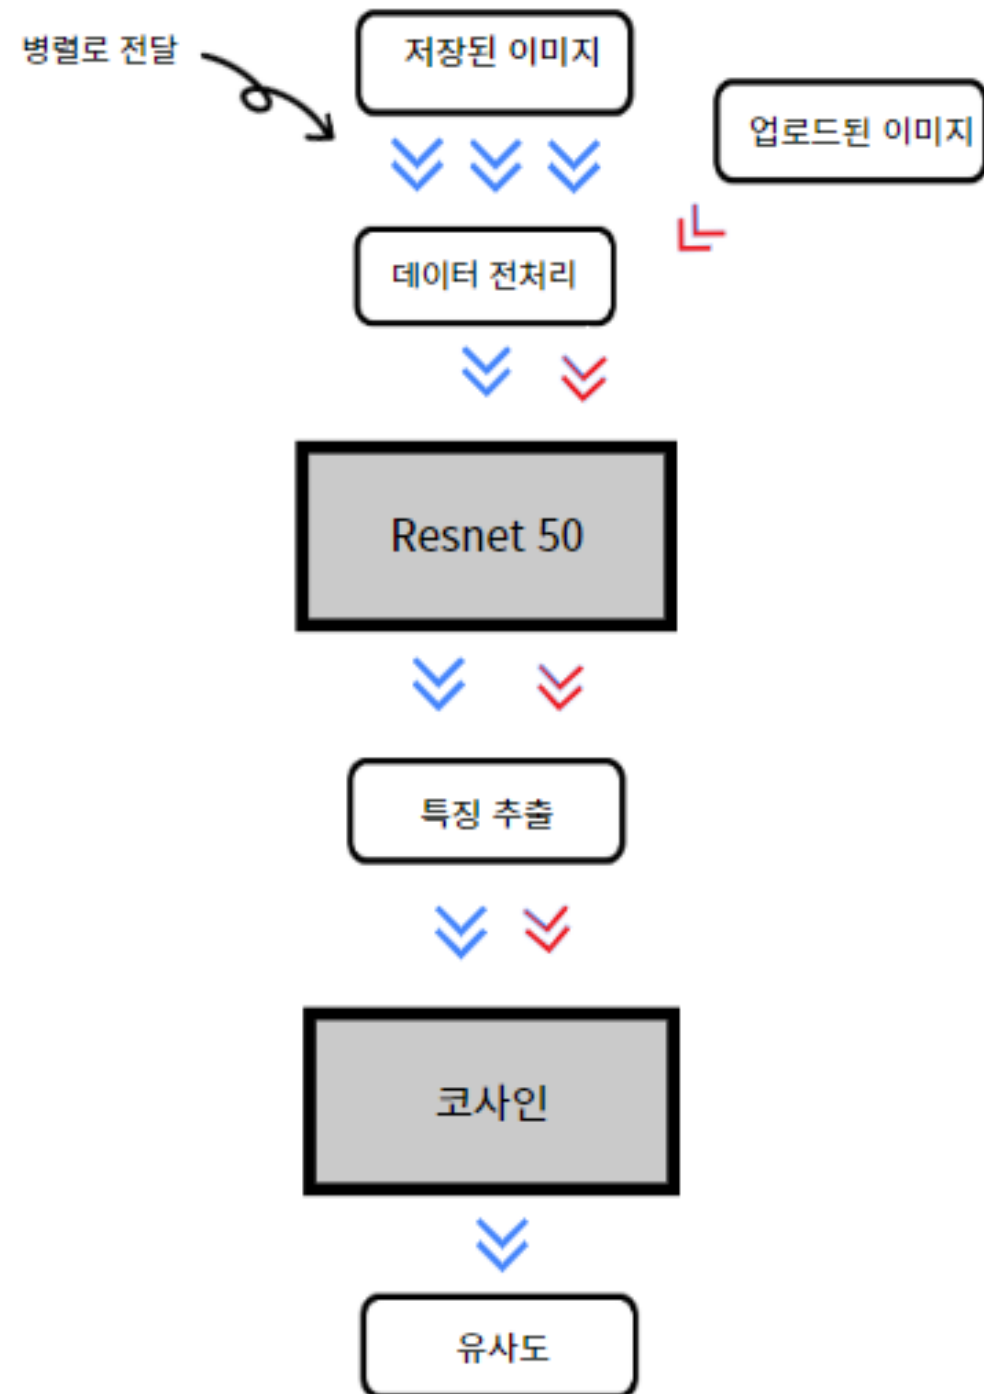 병렬로 전달
저장된 이미지
업로드된 이미지
데이터 전처리
Resnet 50
특징 추출
코사인
유사도